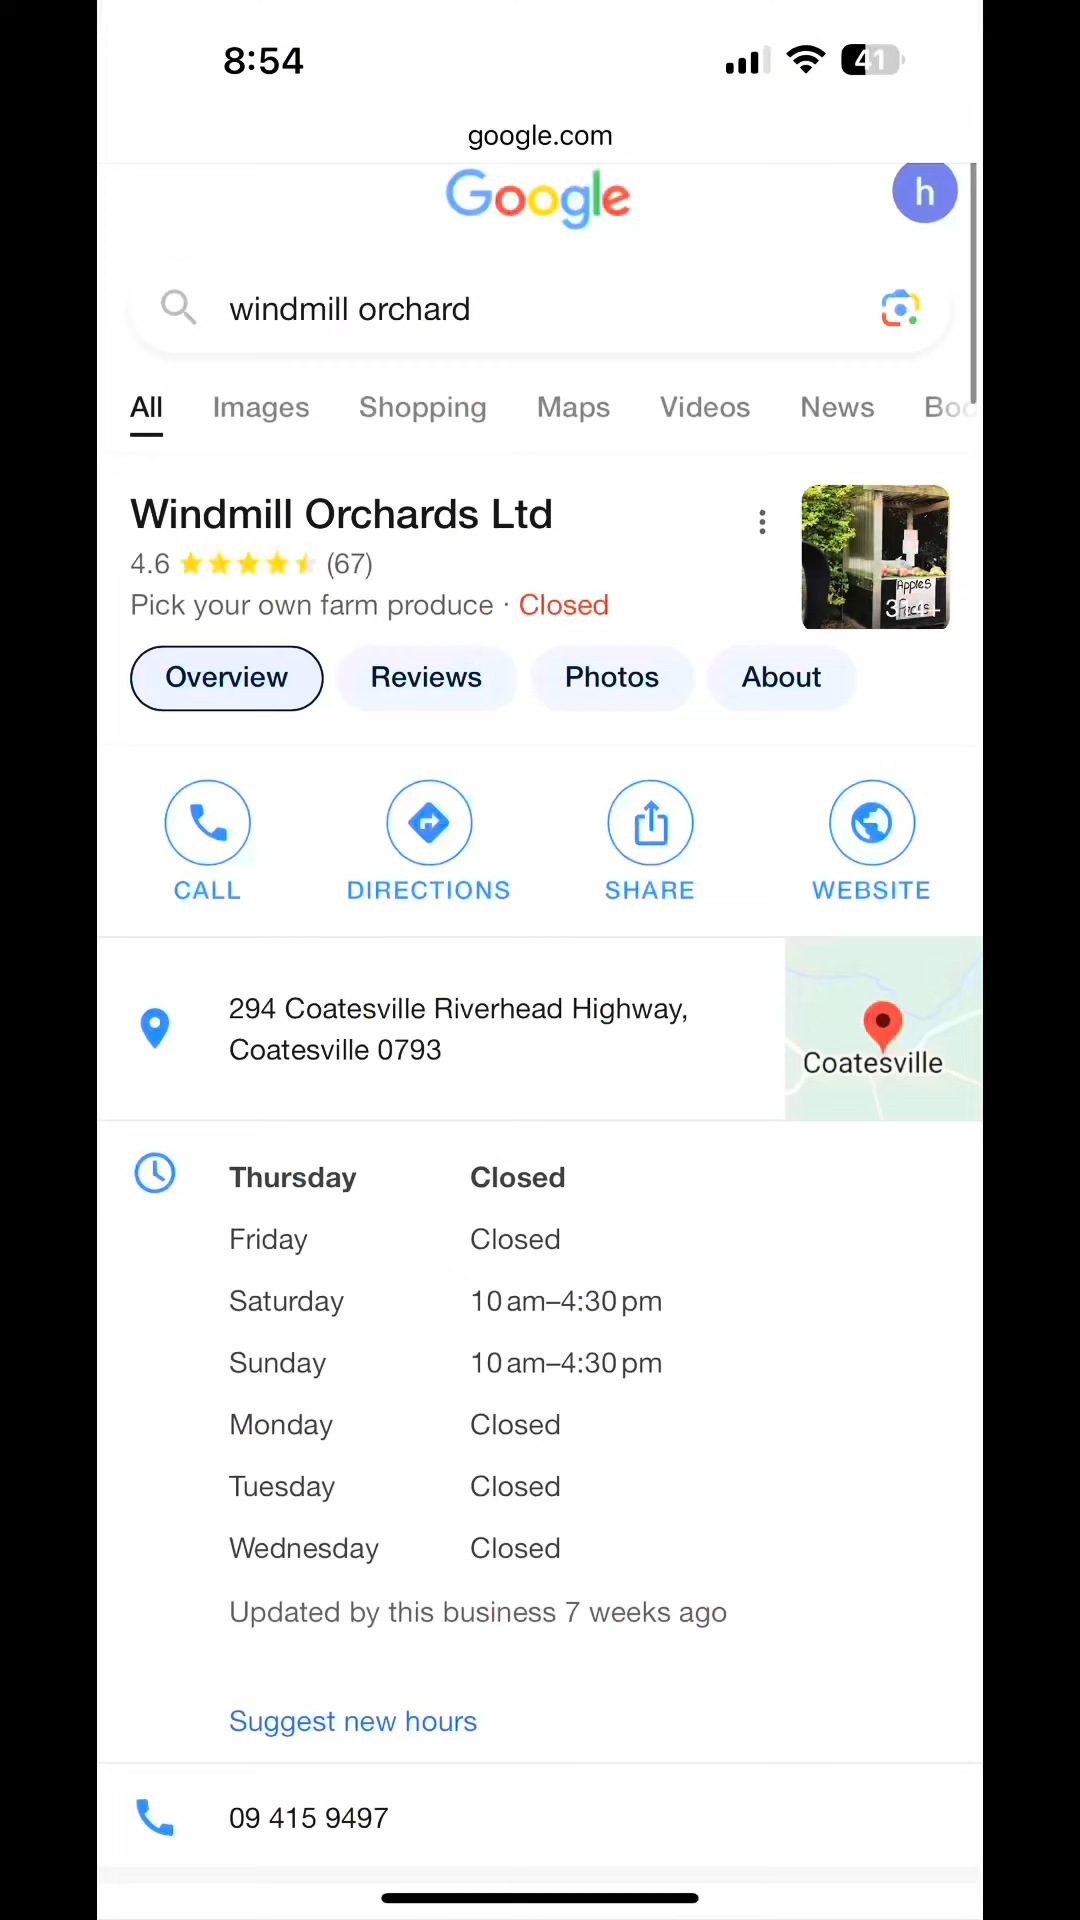 8:54
41
google.com
Google
h
windmill orchard
All Images Shopping Maps Videos News
Windmill Orchards Ltd
4.6 (67)
Pick your own farm produce · Closed
Apples
Overview Reviews Photos About
CALL DIRECTIONS SHARE WEBSITE
294 Coatesville Riverhead Highway,
Coatesville 0793
Coatesville
Thursday Closed
Friday Closed
Saturday 10 am–4:30 pm
Sunday 10 am–4:30 pm
Monday Closed
Tuesday Closed
Wednesday Closed
Updated by this business 7 weeks ago
Suggest new hours
09 415 9497